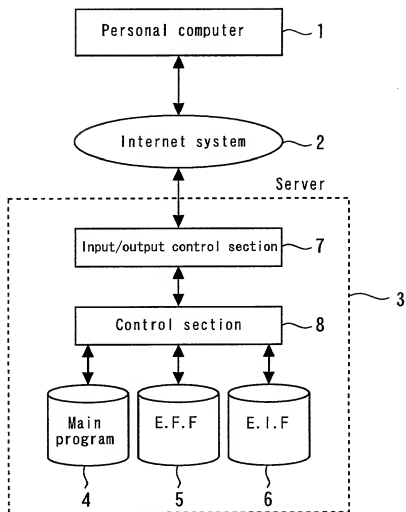 Personal computer 1
Internet system 2
Server
Input/output control section 7
3
Control section 8
Main program E.F.F E.I.F
4 5 6